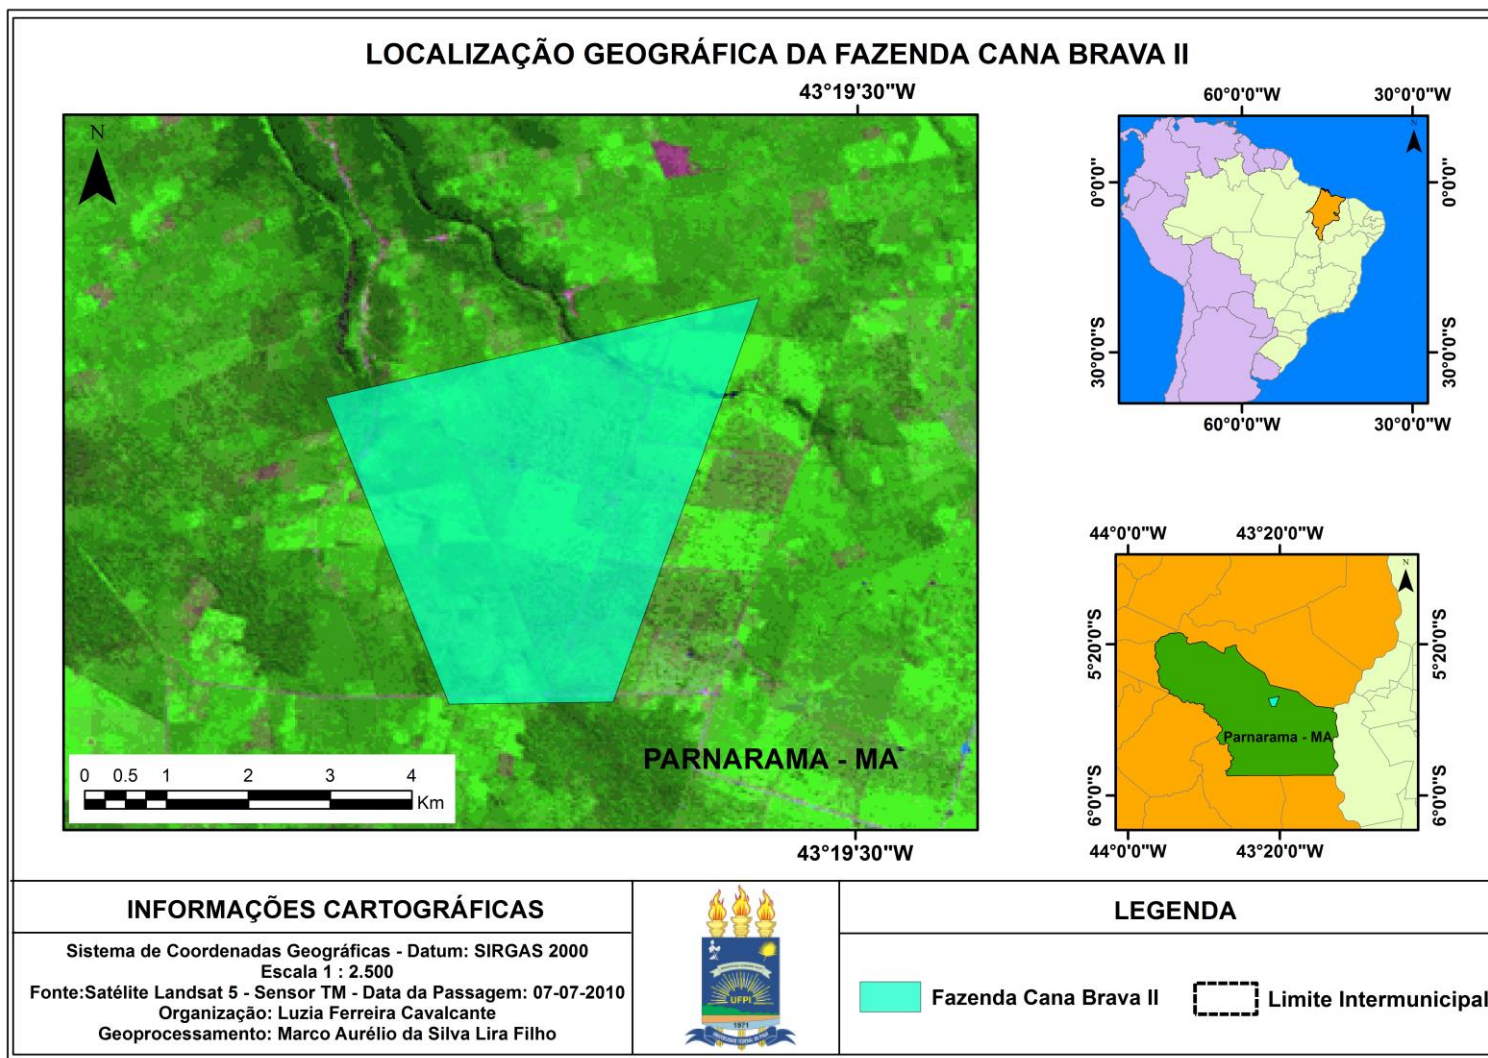 LOCALIZAÇÃO GEOGRÁFICA DA FAZENDA CANA BRAVA II
43°19'30"W
N
PARNARAMA - MA
0 0.5 1 2 3 4
Km
43°19'30"W
60°0'0"W 30°0'0"W
N
0°0'0" 0°0'0"
30°0'0"S 30°0'0"S
60°0'0"W 30°0'0"W
44°0'0"W 43°20'0"W
N
5°20'0"S 5°20'0"S
Parnarama - MA
6°0'0"S 6°0'0"S
44°0'0"W 43°20'0"W
INFORMAÇÕES CARTOGRÁFICAS
Sistema de Coordenadas Geográficas - Datum: SIRGAS 2000
Escala 1 : 2.500
Fonte:Satélite Landsat 5 - Sensor TM - Data da Passagem: 07-07-2010
Organização: Luzia Ferreira Cavalcante
Geoprocessamento: Marco Aurélio da Silva Lira Filho
UFPI
1971
LEGENDA
Fazenda Cana Brava II
Limite Intermunicipal